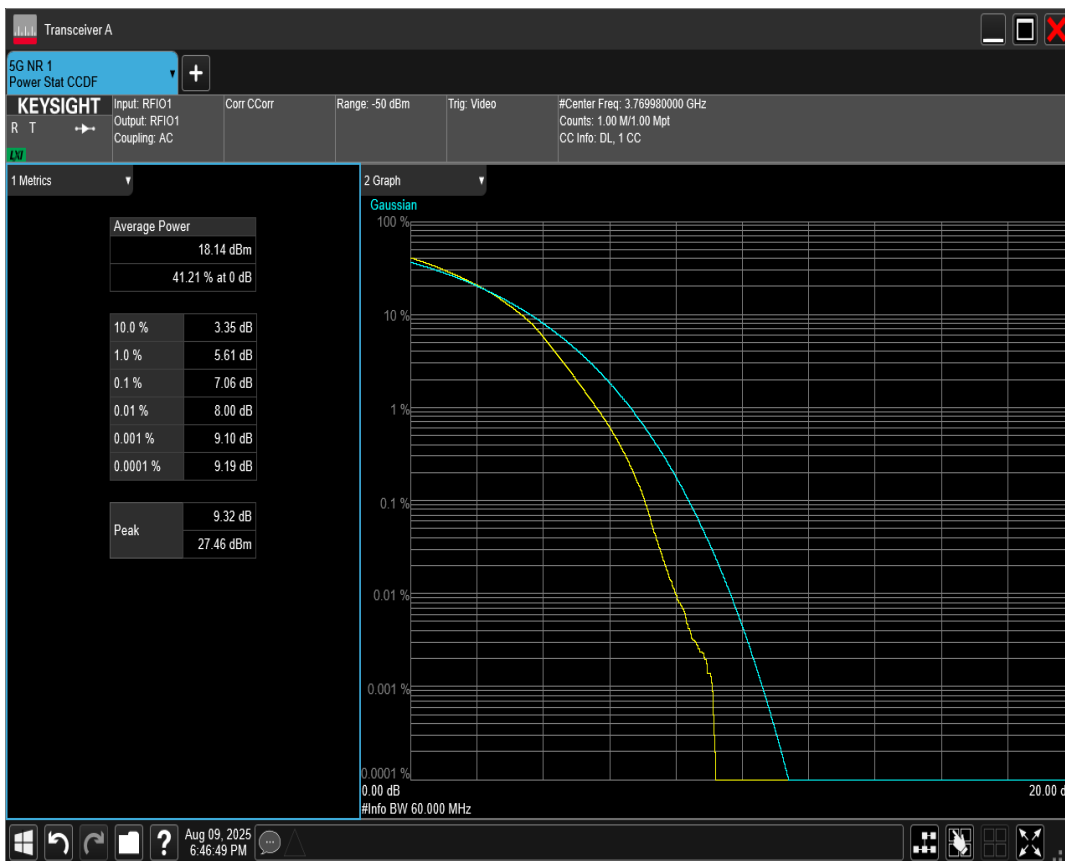 Transceiver A
5G NR 1
Power Stat CCDF
KEYSIGHT
R T
LXI
Input: RFIO1
Output: RFIO1
Coupling: AC
Corr CCorr
Range: -50 dBm
Trig: Video
#Center Freq: 3.769980000 GHz
Counts: 1.00 M/1.00 Mpt
CC Info: DL, 1 CC
1 Metrics
Average Power
18.14 dBm
41.21 % at 0 dB
10.0 % 3.35 dB
1.0 % 5.61 dB
0.1 % 7.06 dB
0.01 % 8.00 dB
0.001 % 9.10 dB
0.0001 % 9.19 dB
Peak
9.32 dB
27.46 dBm
2 Graph
Gaussian
100 %
10 %
1 %
0.1 %
0.01 %
0.001 %
0.0001 %
0.00 dB 20.00 d
#Info BW 60.000 MHz
?
Aug 09, 2025
6:46:49 PM